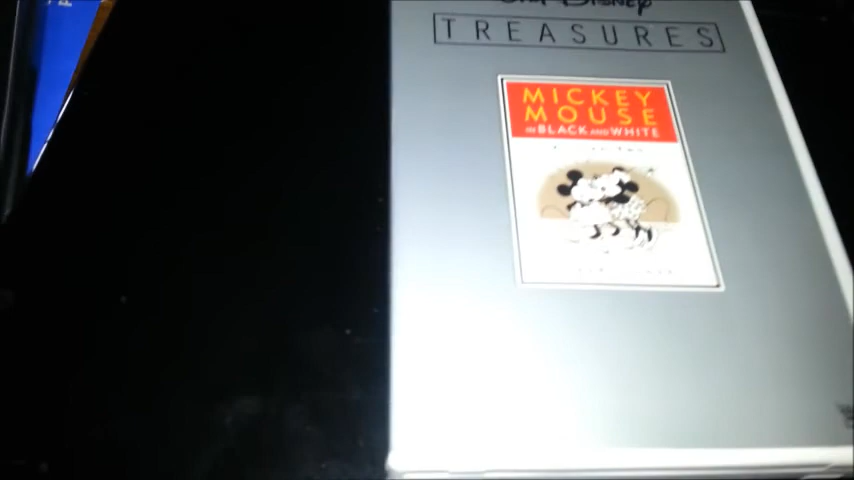 WALT DISNEY
TREASURES
MICKEY
MOUSE
IN BLACK AND WHITE